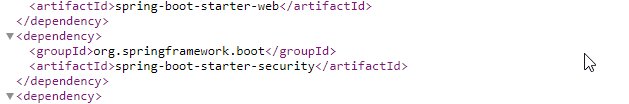 <artifactId>spring-boot-starter-web</artifactId>
</dependency>
<dependency>
<groupId>org.springframework.boot</groupId>
<artifactId>spring-boot-starter-security</artifactId>
</dependency>
<dependency>